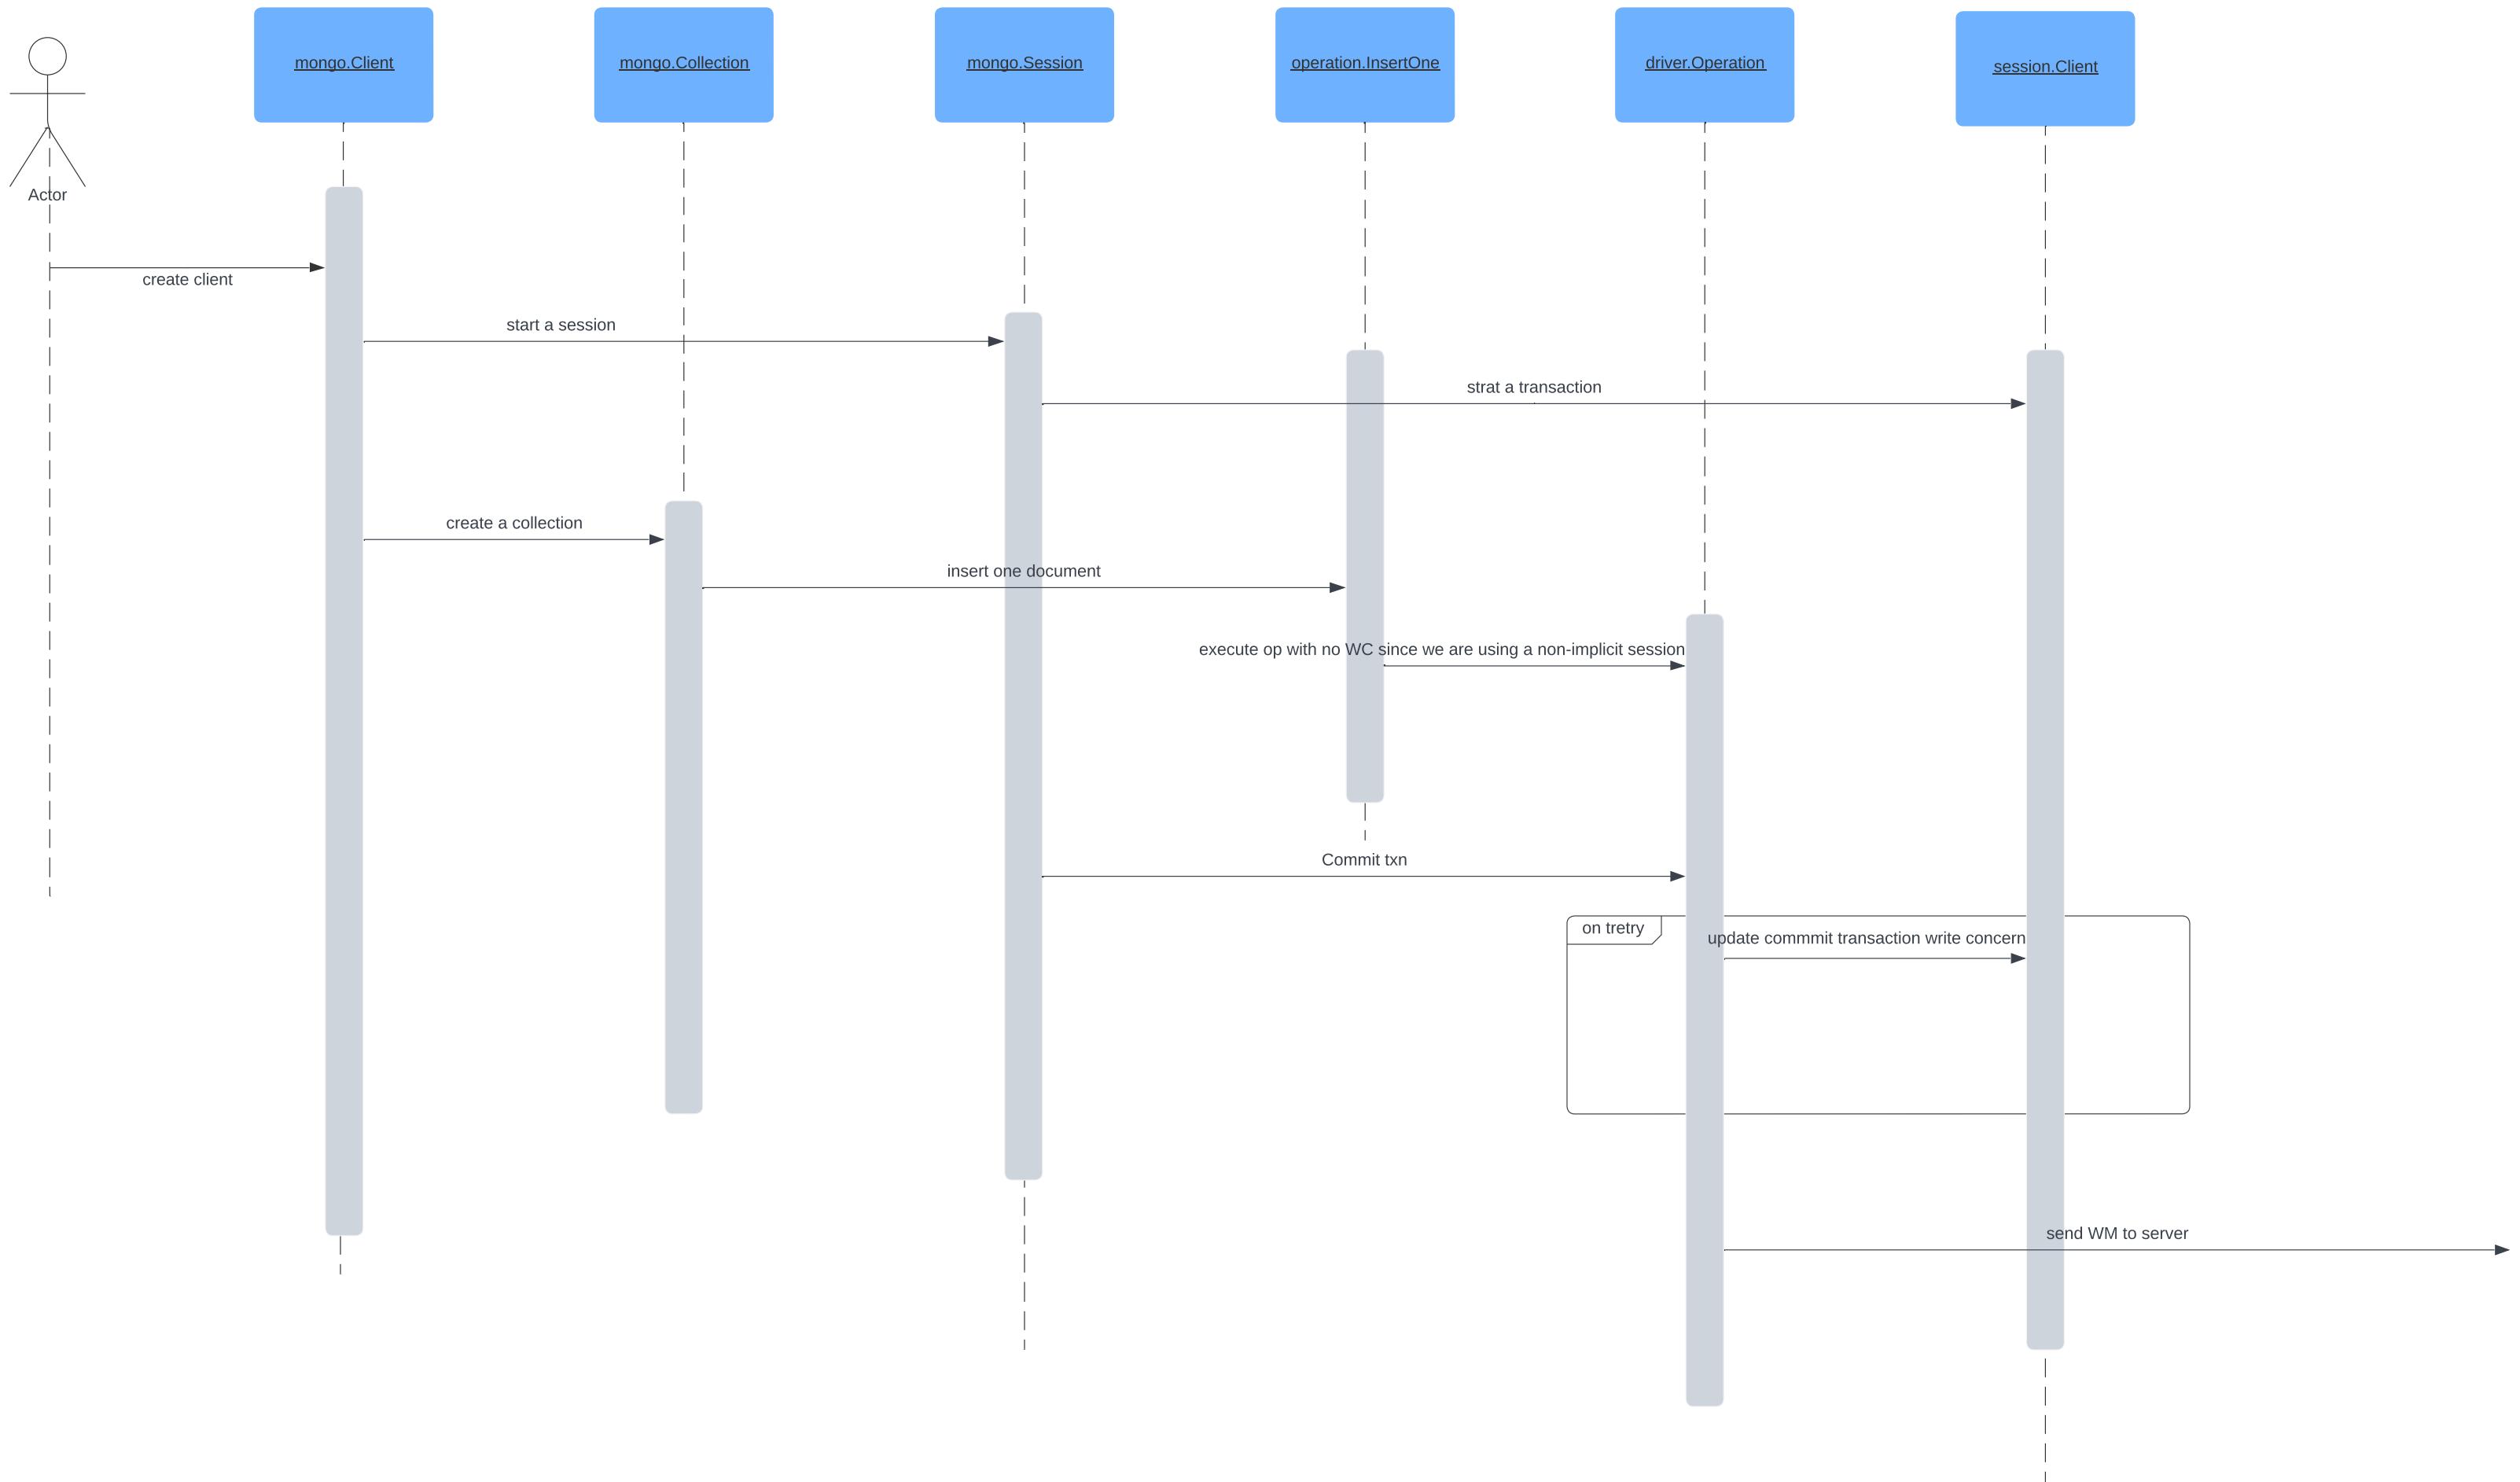 mongo.Client
mongo.Collection
mongo.Session
operation.InsertOne
driver.Operation
session.Client
Actor
create client
start a session
strat a transaction
create a collection
insert one document
execute op with no WC since we are using a non-implicit session
Commit txn
on tretry
update commmit transaction write concern
send WM to server